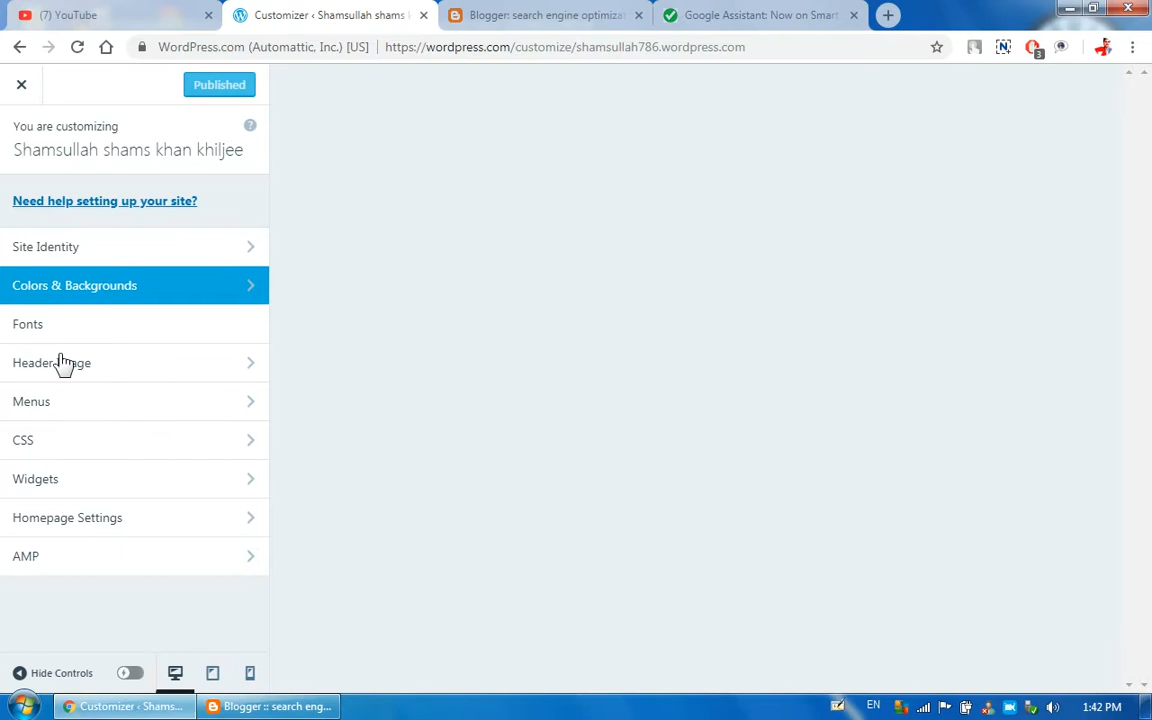 (7) YouTube
Customizer ‹ Shamsullah shams k
Blogger: search engine optimizat
Google Assistant: Now on Smart
WordPress.com (Automattic, Inc.) [US]
https://wordpress.com/customize/shamsullah786.wordpress.com
3
Published
You are customizing
Shamsullah shams khan khiljee
Need help setting up your site?
Site Identity
Colors & Backgrounds
Fonts
Header Image
Menus
CSS
Widgets
Homepage Settings
AMP
Hide Controls
Customizer ‹ Shams...
Blogger :: search eng...
EN
1:42 PM